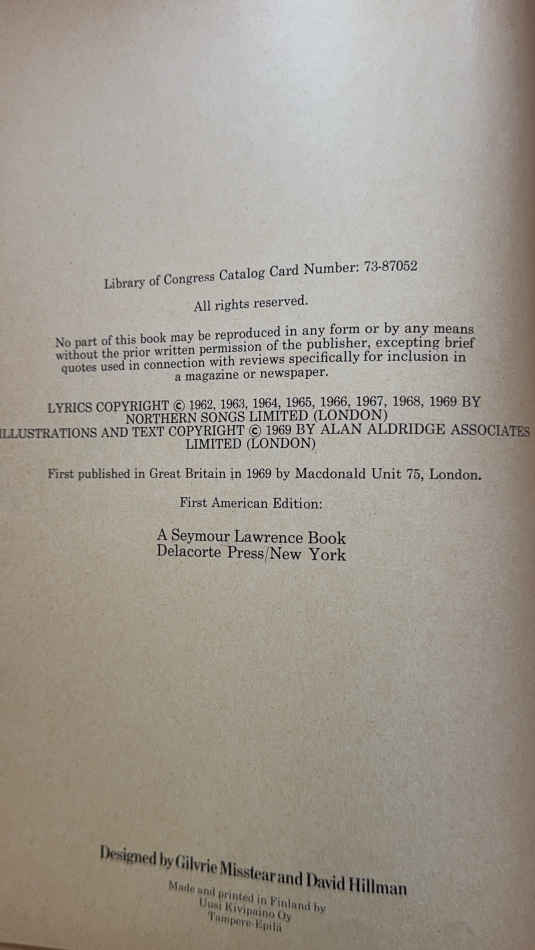 Library of Congress Catalog Card Number: 73-87052
All rights reserved.
No part of this book may be reproduced in any form or by any means
without the prior written permission of the publisher, excepting brief
quotes used in connection with reviews specifically for inclusion in
a magazine or newspaper.
LYRICS COPYRIGHT © 1962, 1963, 1964, 1965, 1966, 1967, 1968, 1969 BY
NORTHERN SONGS LIMITED (LONDON)
ILLUSTRATIONS AND TEXT COPYRIGHT © 1969 BY ALAN ALDRIDGE ASSOCIATES
LIMITED (LONDON)
First published in Great Britain in 1969 by Macdonald Unit 75, London.
First American Edition:
A Seymour Lawrence Book
Delacorte Press/New York
Designed by Gilvrie Misstear and David Hillman
Made and printed in Finland by
Uusi Kivipaino Oy
Tampere-Epilä